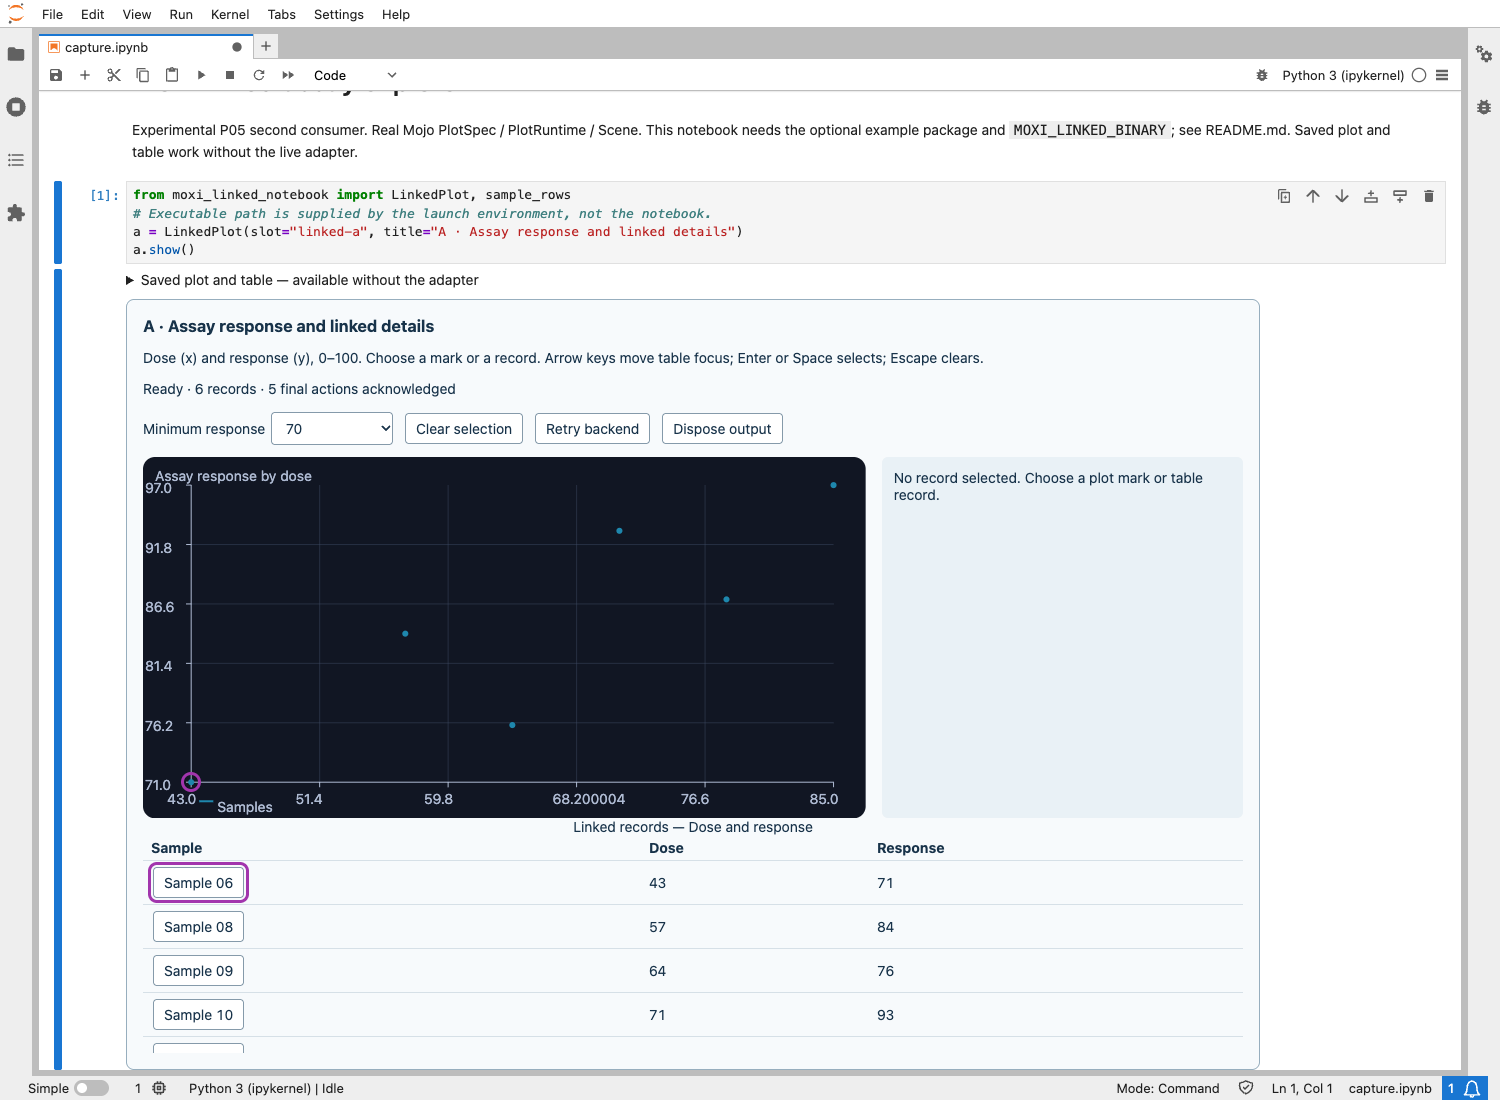 File Edit View Run Kernel Tabs Settings Help
capture.ipynb
Code
Python 3 (ipykernel)
Experimental P05 second consumer. Real Mojo PlotSpec / PlotRuntime / Scene. This notebook needs the optional example package and MOXI_LINKED_BINARY; see README.md. Saved plot and
table work without the live adapter.
[1]:
from moxi_linked_notebook import LinkedPlot, sample_rows
# Executable path is supplied by the launch environment, not the notebook.
a = LinkedPlot(slot="linked-a", title="A · Assay response and linked details")
a.show()
Saved plot and table — available without the adapter
A · Assay response and linked details
Dose (x) and response (y), 0–100. Choose a mark or a record. Arrow keys move table focus; Enter or Space selects; Escape clears.
Ready · 6 records · 5 final actions acknowledged
Minimum response 70 Clear selection Retry backend Dispose output
Assay response by dose
97.0
91.8
86.6
81.4
76.2
71.0
43.0 51.4 59.8 68.200004 76.6 85.0
Samples
No record selected. Choose a plot mark or table
record.
Linked records — Dose and response
Sample Dose Response
Sample 06 43 71
Sample 08 57 84
Sample 09 64 76
Sample 10 71 93
Simple 1 Python 3 (ipykernel) | Idle Mode: Command Ln 1, Col 1 capture.ipynb 1